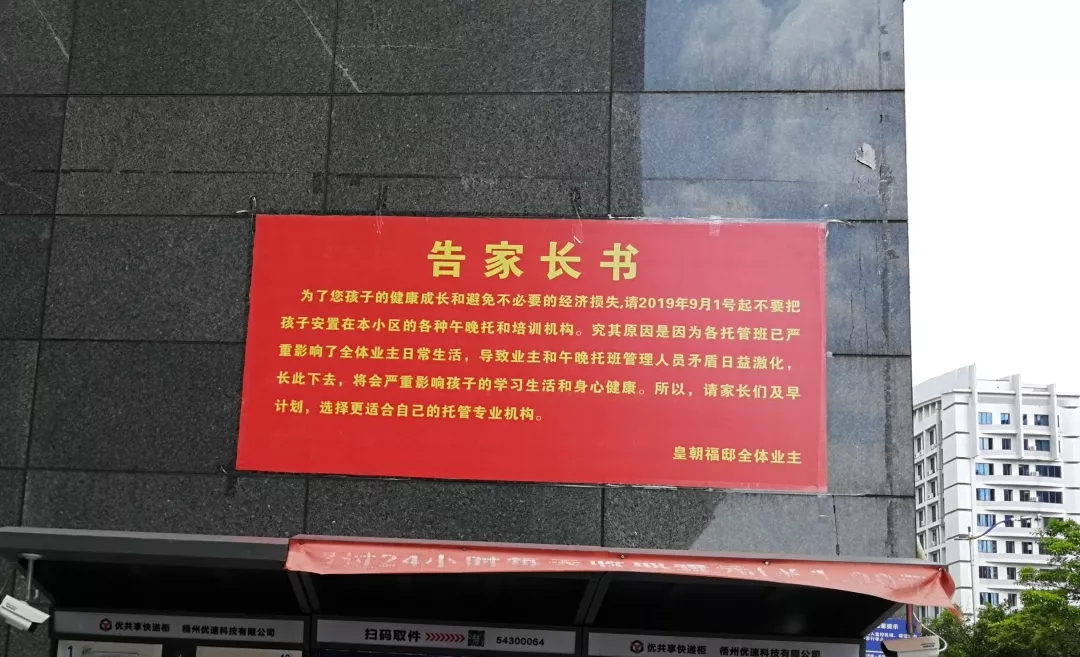 告家长书
为了您孩子的健康成长和避免不必要的经济损失,请2019年9月1号起不要把
孩子安置在本小区的各种午晚托和培训机构。究其原因是因为各托管班已严
重影响了全体业主日常生活，导致业主和午晚托班管理人员矛盾日益激化，
长此下去，将会严重影响孩子的学习生活和身心健康。所以，请家长们及早
计划，选择更适合自己的托管专业机构。
皇朝福邸全体业主
过24小时
优共享快递柜 梧州优速科技有限公司
扫码取件 54300064
优共享快递柜 梧州优速科技有限公司
1